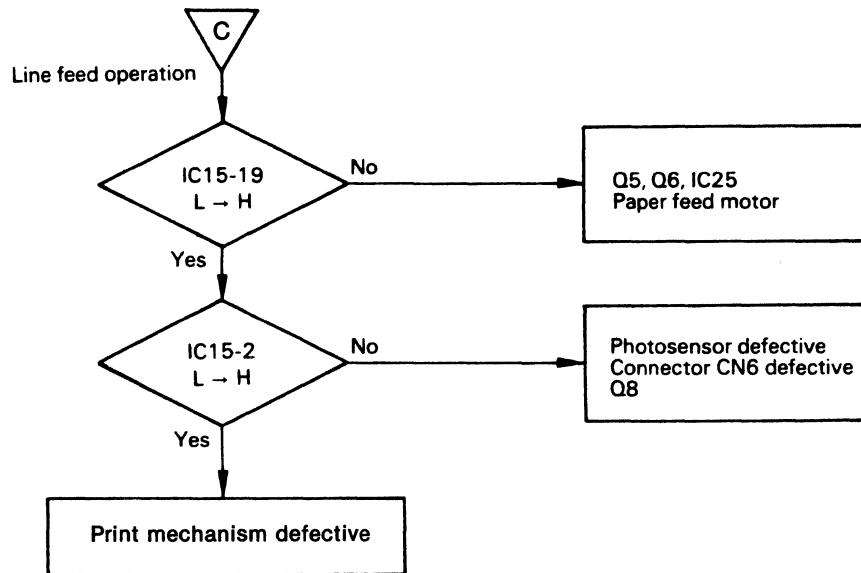 C
Line feed operation
IC15-19
L → H
No
Q5, Q6, IC25
Paper feed motor
Yes
IC15-2
L → H
No
Photosensor defective
Connector CN6 defective
Q8
Yes
Print mechanism defective